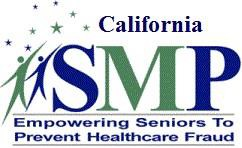 California
SMP
Empowering Seniors To
Prevent Healthcare Fraud